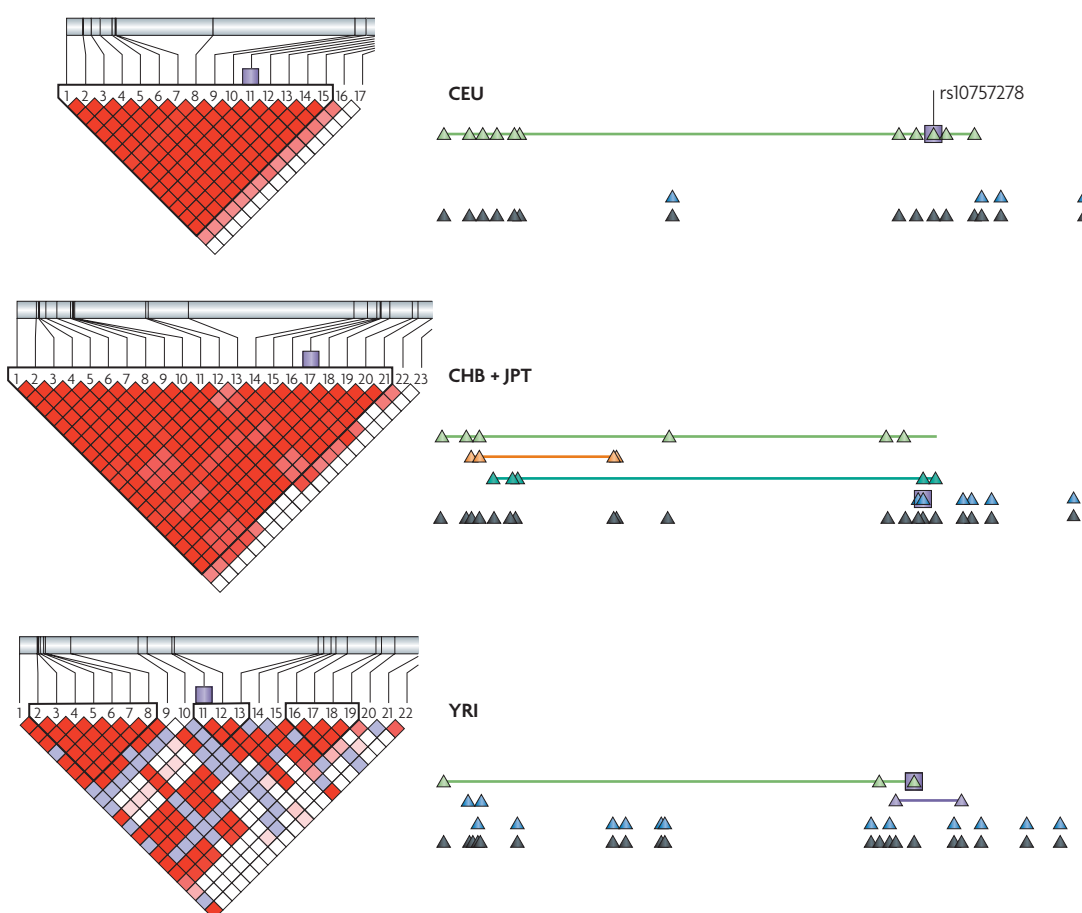 1 2 3 4 5 6 7 8 9 10 11 12 13 14 15 16 17
CEU
rs10757278
1 2 3 4 5 6 7 8 9 10 11 12 13 14 15 16 17 18 19 20 21 22 23
CHB + JPT
1 2 3 4 5 6 7 8 9 10 11 12 13 14 15 16 17 18 19 20 21 22
YRI